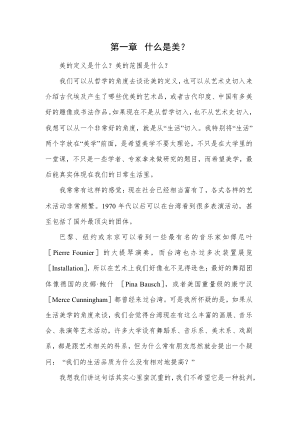 第一章 什么是美?
美的定义是什么?美的范围是什么?
我们可以从哲学的角度去谈论美的定义,也可以从艺术史切入来
介绍古代埃及产生了哪些优美的艺术品,或者古代印度、中国有多美
好的雕像或书法作品。如果现在不是从哲学切入,也不从艺术史切入,
我想可以从一个非常好的角度,就是从“生活”切入。我特别将“生活”
两个字放在“美学”前面,是希望美学不要太理论,不只是在大学里的
一堂课,不只是一些学者、专家拿来做研究的题目,而希望美学,最
后能真实体现在我们的日常生活里。
我常常有这样的感觉:现在社会已经相当富有了,各式各样的艺
术活动非常频繁。1970 年代以后可以在台湾看到很多表演活动,甚
至包括了国外最顶尖的团体。
巴黎、纽约或东京可以看到一些最有名的音乐家如傅尼叶
[Pierre Founier]的大提琴演奏。而台湾也办过多次装置展览
[Installation],所以在艺术上我们好像也不见得逊色;最好的舞蹈团
体像德国的皮娜·鲍什 [Pina Bausch],或者美国重量级的康宁汉
[Merce Cunningham]都曾经来过台湾。可是我所怀疑的是,如果从
生活美学的角度来谈,我们会觉得台湾现在有这么丰富的画展、音乐
会、表演等艺术活动。许多大学设有舞蹈系、音乐系、美术系、戏剧
系,都是跟艺术相关的科系,但为什么常有朋友忽然就会提出一个疑
问:“我们的生活品质为什么没有相对地提高?”
我想我们讲这句话其实心里蛮沉重的,我们不希望它是一种批判,